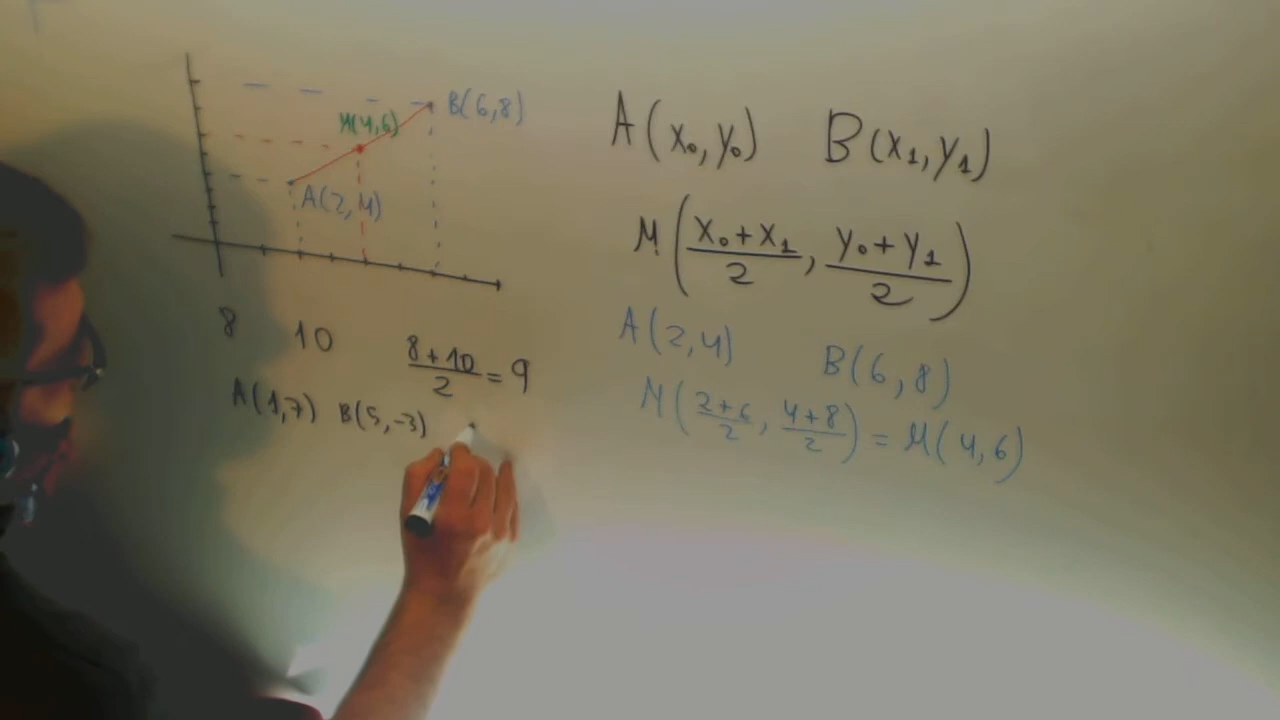 B(6,8)
M(4,6)
A(2,4)
8 10 8+10/2 = 9
A(1,7) B(5,-3)
A(x₀,y₀) B(x₁,y₁)
M(x₀+x₁/2, y₀+y₁/2)
A(2,4) B(6,8)
M(2+6/2, 4+8/2) = M(4,6)